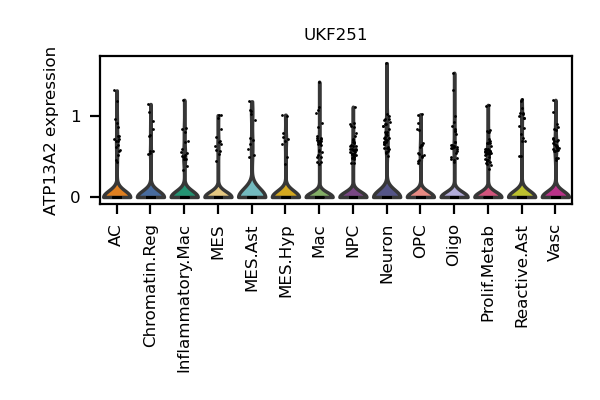 UKF251
ATP13A2 expression
1
0
AC
Chromatin.Reg
Inflammatory.Mac
MES
MES.Ast
MES.Hyp
Mac
NPC
Neuron
OPC
Oligo
Prolif.Metab
Reactive.Ast
Vasc